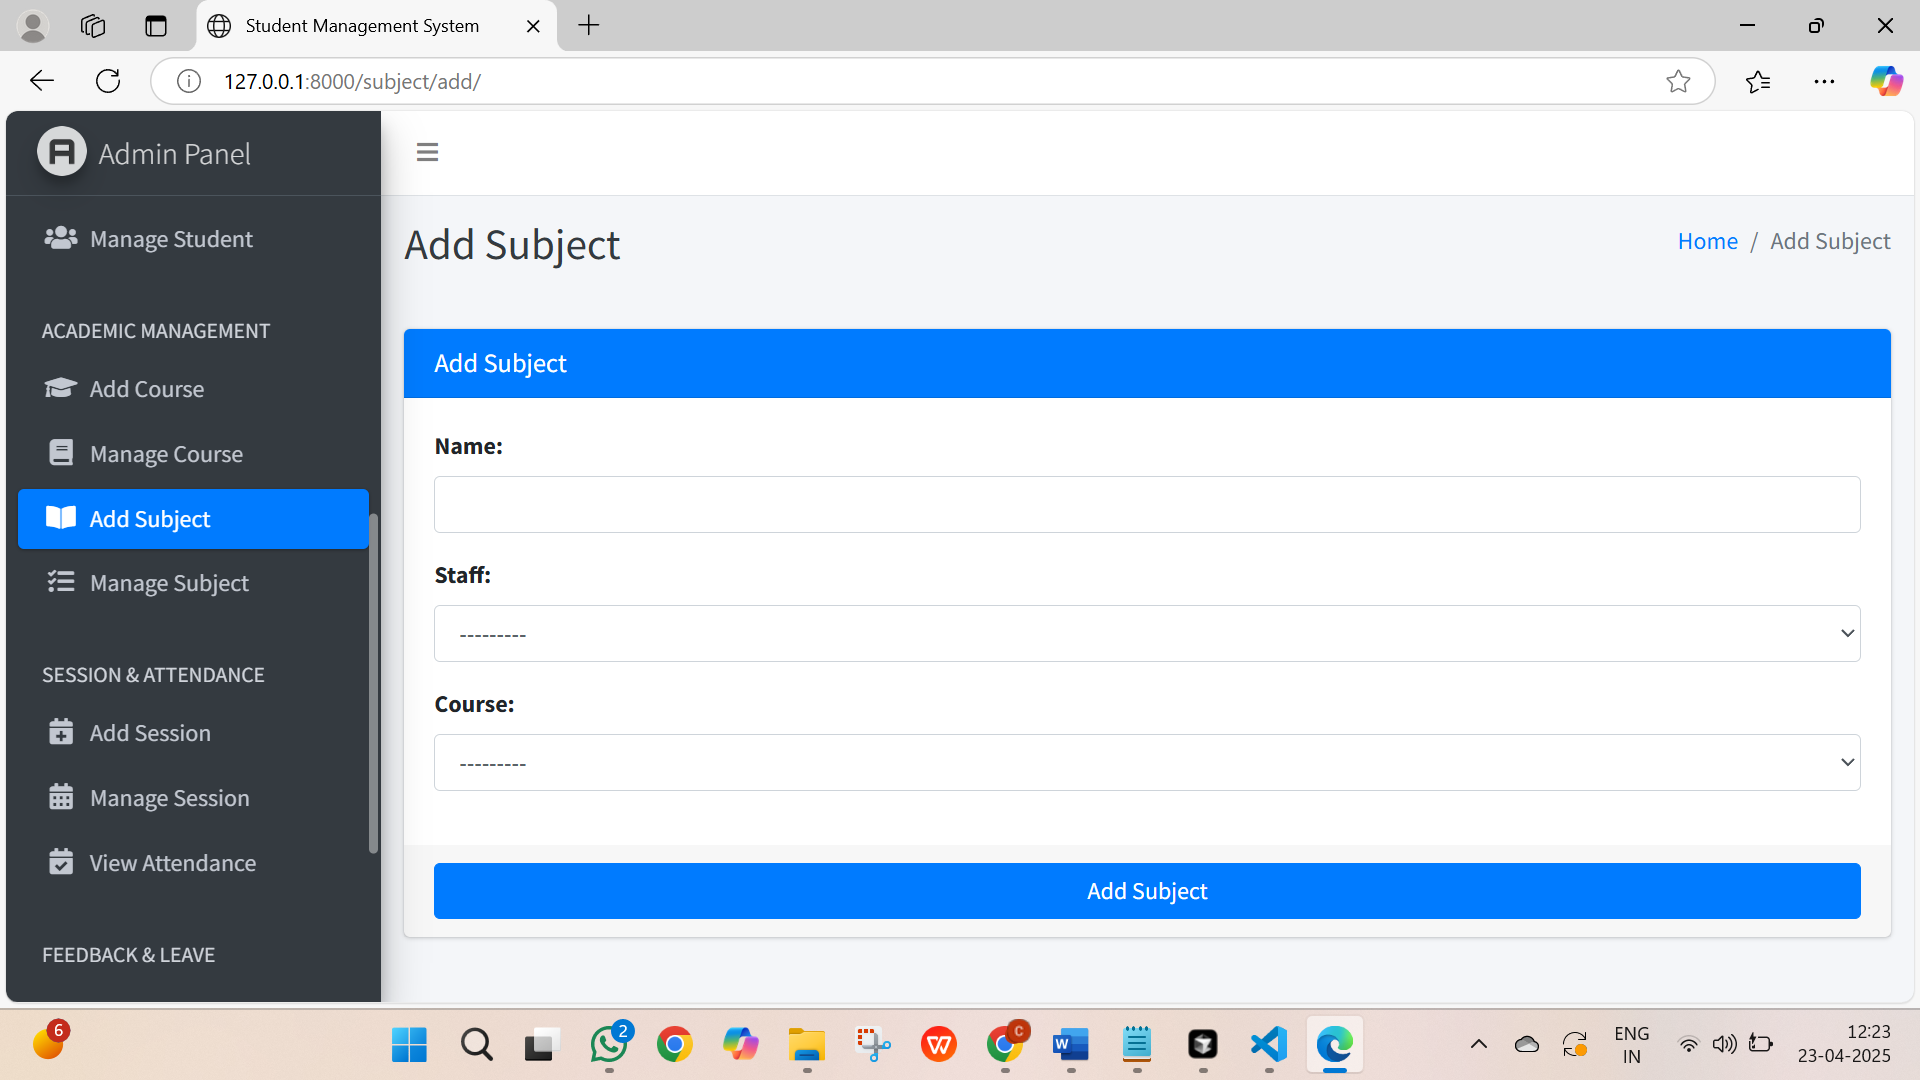 Student Management System
127.0.0.1:8000/subject/add/
A Admin Panel
Manage Student
ACADEMIC MANAGEMENT
Add Course
Manage Course
Add Subject
Manage Subject
SESSION & ATTENDANCE
Add Session
Manage Session
View Attendance
FEEDBACK & LEAVE
Add Subject
Home / Add Subject
Add Subject
Name:
Staff:
---------
Course:
---------
Add Subject
6
2
W
C
W
ENG
IN
12:23
23-04-2025